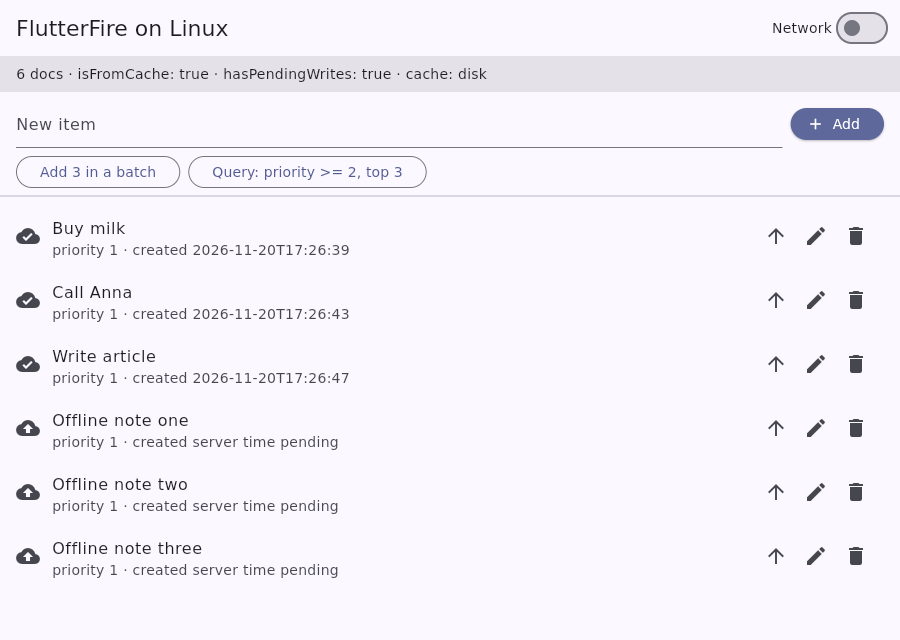 FlutterFire on Linux
Network
6 docs · isFromCache: true · hasPendingWrites: true · cache: disk
New item
Add
Add 3 in a batch
Query: priority >= 2, top 3
Buy milk
priority 1 · created 2026-11-20T17:26:39
Call Anna
priority 1 · created 2026-11-20T17:26:43
Write article
priority 1 · created 2026-11-20T17:26:47
Offline note one
priority 1 · created server time pending
Offline note two
priority 1 · created server time pending
Offline note three
priority 1 · created server time pending